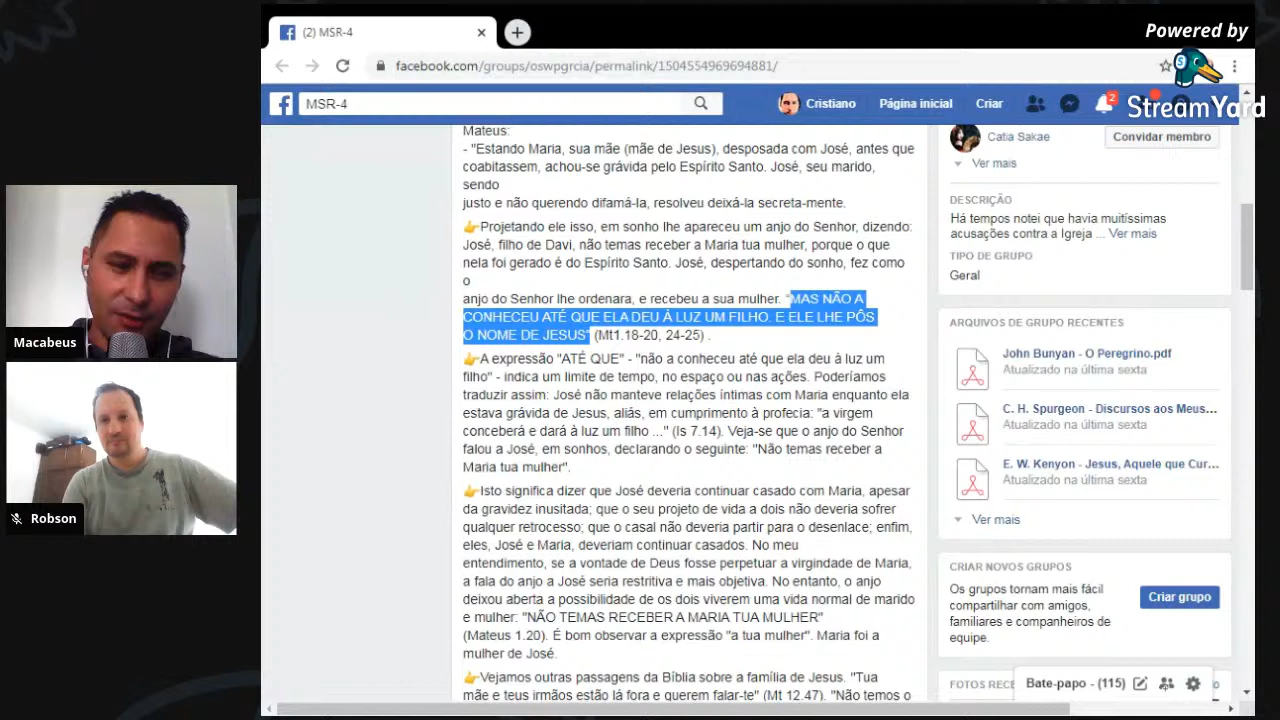 Powered by
StreamYard
(2) MSR-4
facebook.com/groups/oswpgrcia/permalink/1504554969694881/
MSR-4
Cristiano
Página inicial
Criar
2
Mateus:
- "Estando Maria, sua mãe (mãe de Jesus), desposada com José, antes que
coabitassem, achou-se grávida pelo Espírito Santo. José, seu marido,
sendo
justo e não querendo difamá-la, resolveu deixá-la secreta-mente.
👉Projetando ele isso, em sonho lhe apareceu um anjo do Senhor, dizendo:
José, filho de Davi, não temas receber a Maria tua mulher, porque o que
nela foi gerado é do Espírito Santo. José, despertando do sonho, fez como
o
anjo do Senhor lhe ordenara, e recebeu a sua mulher. "MAS NÃO A
CONHECEU ATÉ QUE ELA DEU À LUZ UM FILHO. E ELE LHE PÔS
O NOME DE JESUS" (Mt1.18-20, 24-25) .
👉A expressão "ATÉ QUE" - "não a conheceu até que ela deu à luz um
filho" - indica um limite de tempo, no espaço ou nas ações. Poderíamos
traduzir assim: José não manteve relações íntimas com Maria enquanto ela
estava grávida de Jesus, aliás, em cumprimento à profecia: "a virgem
conceberá e dará à luz um filho ..." (Is 7.14). Veja-se que o anjo do Senhor
falou a José, em sonhos, declarando o seguinte: "Não temas receber a
Maria tua mulher".
👉Isto significa dizer que José deveria continuar casado com Maria, apesar
da gravidez inusitada; que o seu projeto de vida a dois não deveria sofrer
qualquer retrocesso; que o casal não deveria partir para o desenlace; enfim,
eles, José e Maria, deveriam continuar casados. No meu
entendimento, se a vontade de Deus fosse perpetuar a virgindade de Maria,
a fala do anjo a José seria restritiva e mais objetiva. No entanto, o anjo
deixou aberta a possibilidade de os dois viverem uma vida normal de marido
e mulher: "NÃO TEMAS RECEBER A MARIA TUA MULHER"
(Mateus 1.20). É bom observar a expressão "a tua mulher". Maria foi a
mulher de José.
👉Vejamos outras passagens da Bíblia sobre a família de Jesus. "Tua
mãe e teus irmãos estão lá fora e querem falar-te" (Mt 12.47). "Não temos o
Catia Sakae
Convidar membro
Ver mais
DESCRIÇÃO
Há tempos notei que havia muitíssimas
acusações contra a Igreja ... Ver mais
TIPO DE GRUPO
Geral
ARQUIVOS DE GRUPO RECENTES
John Bunyan - O Peregrino.pdf
Atualizado na última sexta
C. H. Spurgeon - Discursos aos Meus...
Atualizado na última sexta
E. W. Kenyon - Jesus, Aquele que Cur...
Atualizado na última sexta
Ver mais
CRIAR NOVOS GRUPOS
Os grupos tornam mais fácil
compartilhar com amigos,
familiares e companheiros de
equipe.
Criar grupo
FOTOS RECE
Bate-papo - (115)
Macabeus
Robson